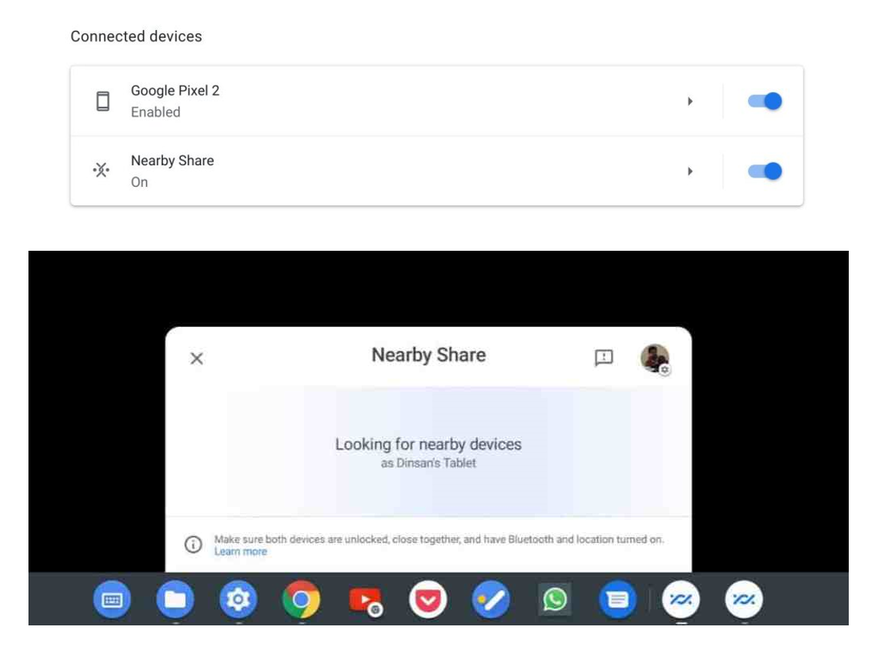 Connected devices
Google Pixel 2
Enabled
Nearby Share
On
Nearby Share
Looking for nearby devices
as Dinsan's Tablet
Make sure both devices are unlocked, close together, and have Bluetooth and location turned on.
Learn more